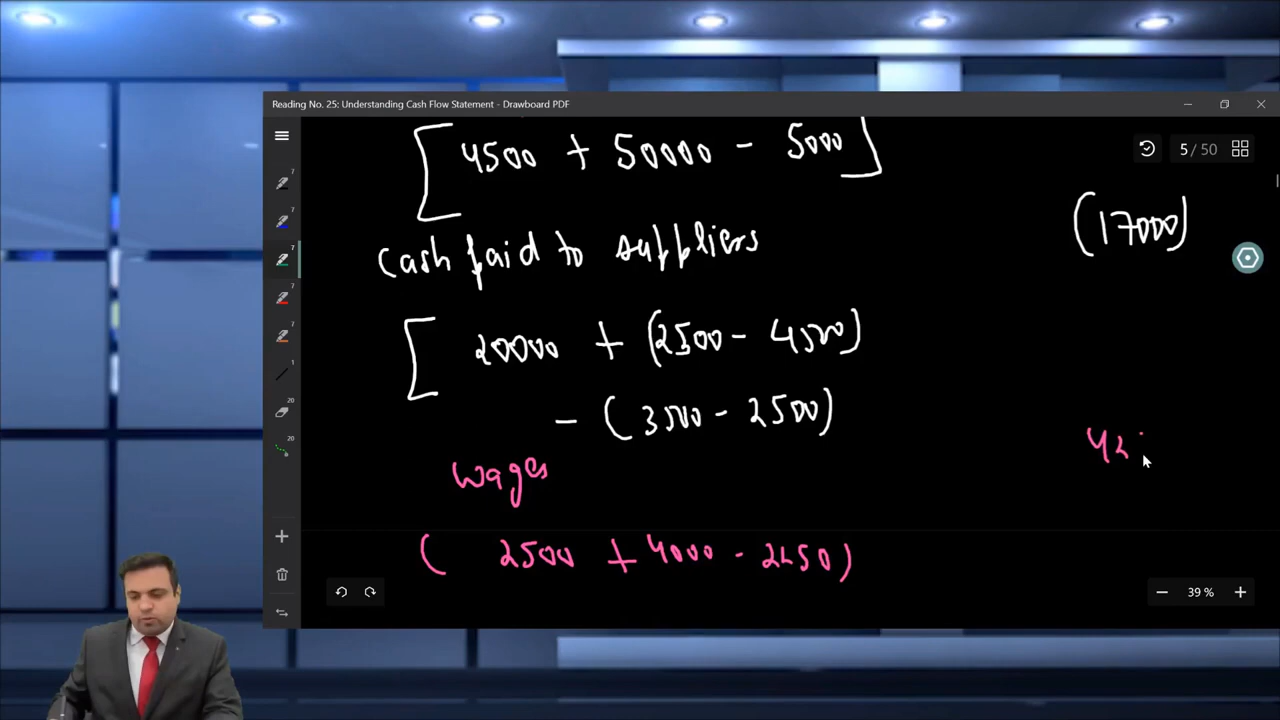 Reading No. 25: Understanding Cash Flow Statement - Drawboard PDF
5 / 50
[4500 + 50000 - 5000]
(17000)
Cash paid to suppliers
[ 20000 + (2500 - 4500)
- (3500 - 2500)
wages
( 2500 + 4000 - 2250)
39 %